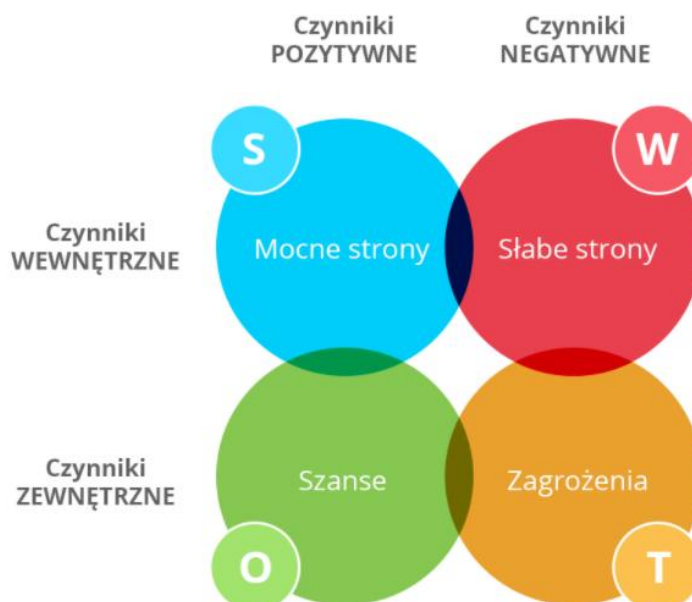 Czynniki
POZYTYWNE
Czynniki
NEGATYWNE
S
W
Czynniki
WEWNĘTRZNE
Mocne strony
Słabe strony
Czynniki
ZEWNĘTRZNE
Szanse
Zagrożenia
O
T